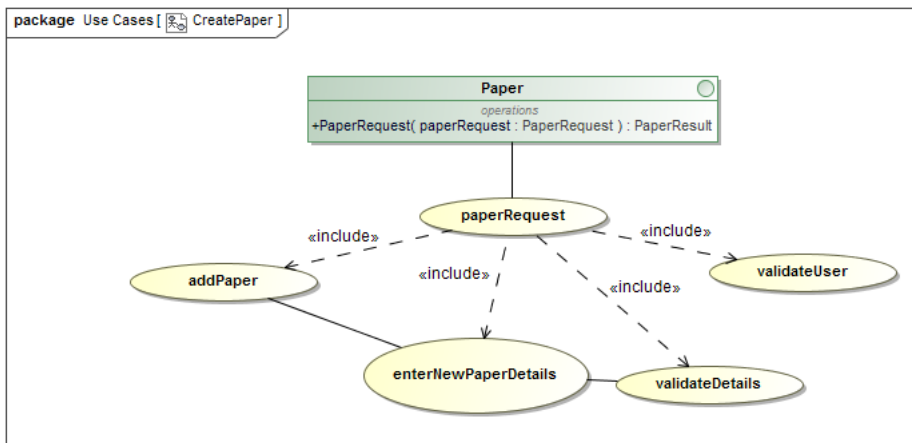 package Use Cases [ CreatePaper ]
Paper
operations
+PaperRequest( paperRequest : PaperRequest ) : PaperResult
paperRequest
«include»
«include»
«include»
«include»
addPaper
validateUser
enterNewPaperDetails
validateDetails